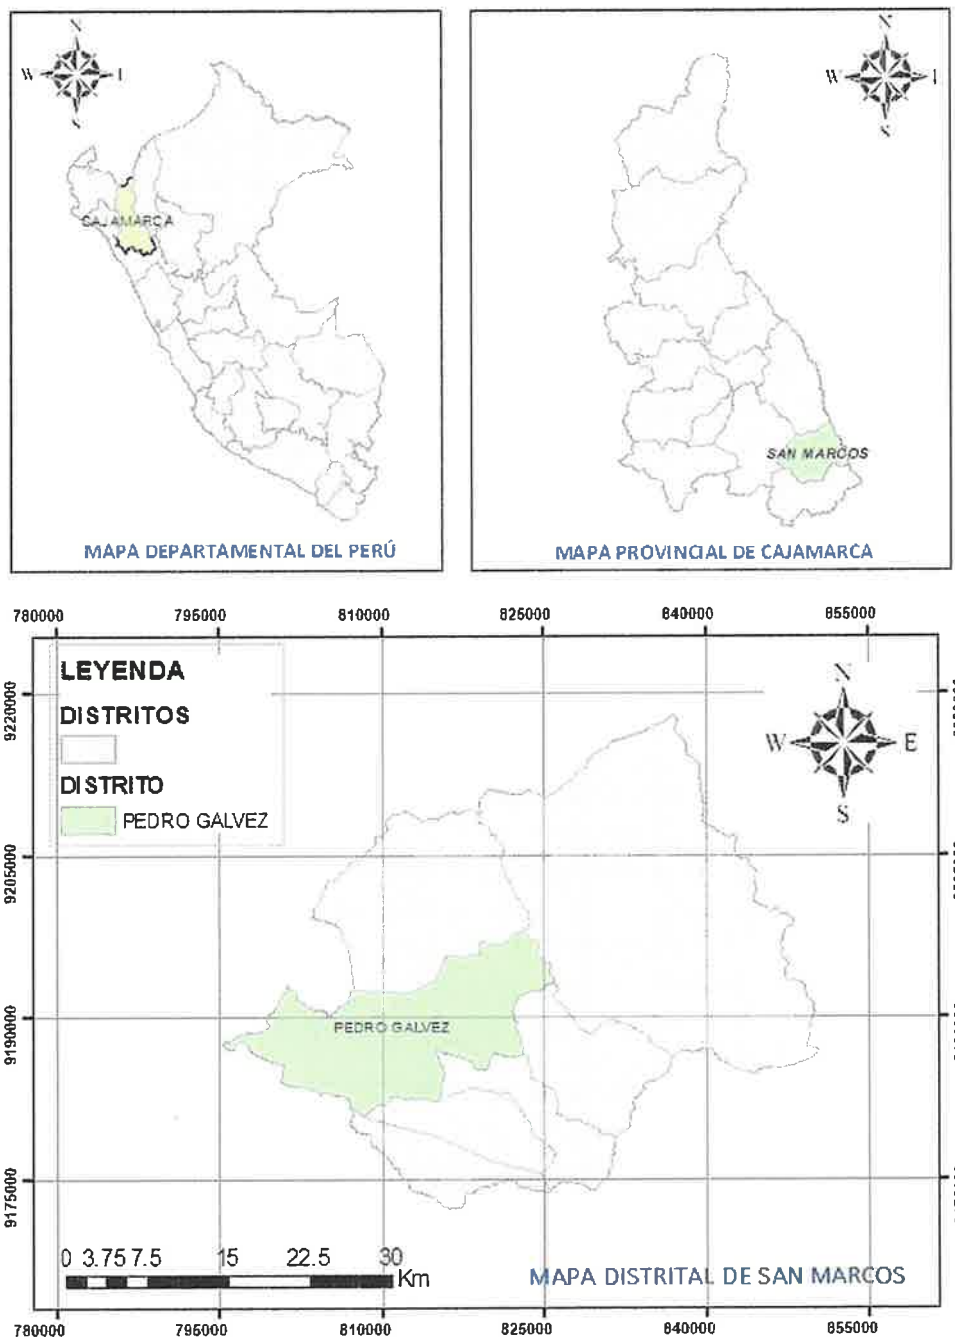 N
W
S
CAJAMARCA
MAPA DEPARTAMENTAL DEL PERÚ
N
W
S
SAN MARCOS
MAPA PROVINCIAL DE CAJAMARCA
780000 795000 810000 825000 840000 855000
LEYENDA
DISTRITOS
DISTRITO
PEDRO GALVEZ
N
W E
S
9220000
9205000
9190000
9175000
PEDRO GALVEZ
0 3.75 7.5 15 22.5 30
Km
MAPA DISTRITAL DE SAN MARCOS
780000 795000 810000 825000 840000 855000